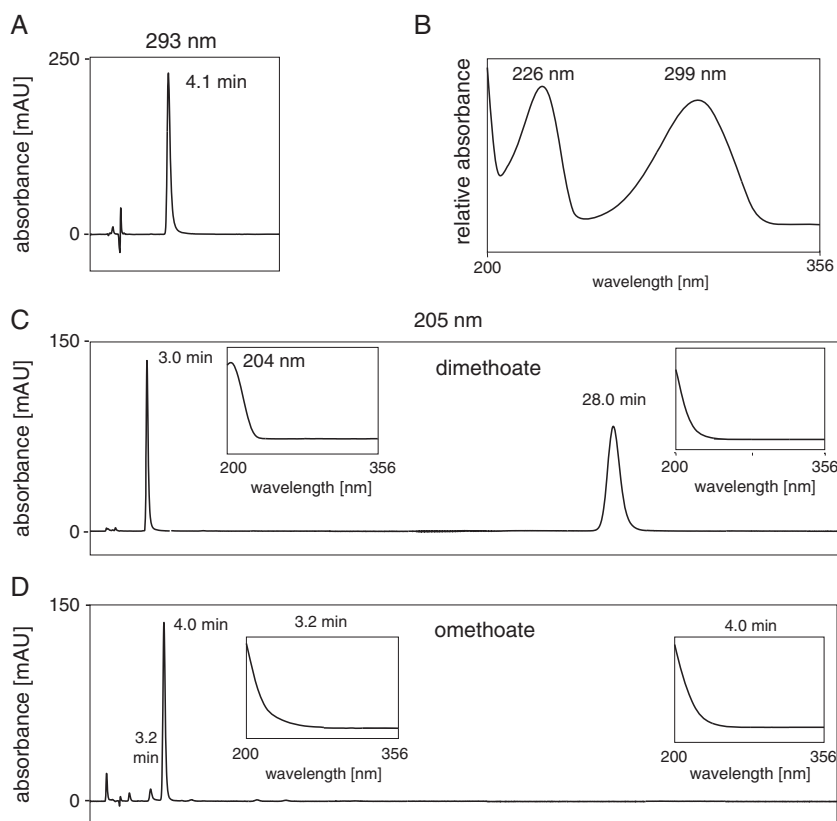 A
293 nm
250
4.1 min
absorbance [mAU]
0
B
226 nm
299 nm
relative absorbance
200
356
wavelength [nm]
C
205 nm
150
3.0 min
204 nm
dimethoate
28.0 min
absorbance [mAU]
200
356
wavelength [nm]
200
356
wavelength [nm]
0
D
150
4.0 min
3.2 min
omethoate
4.0 min
absorbance [mAU]
3.2
min
200
356
wavelength [nm]
200
356
wavelength [nm]
0